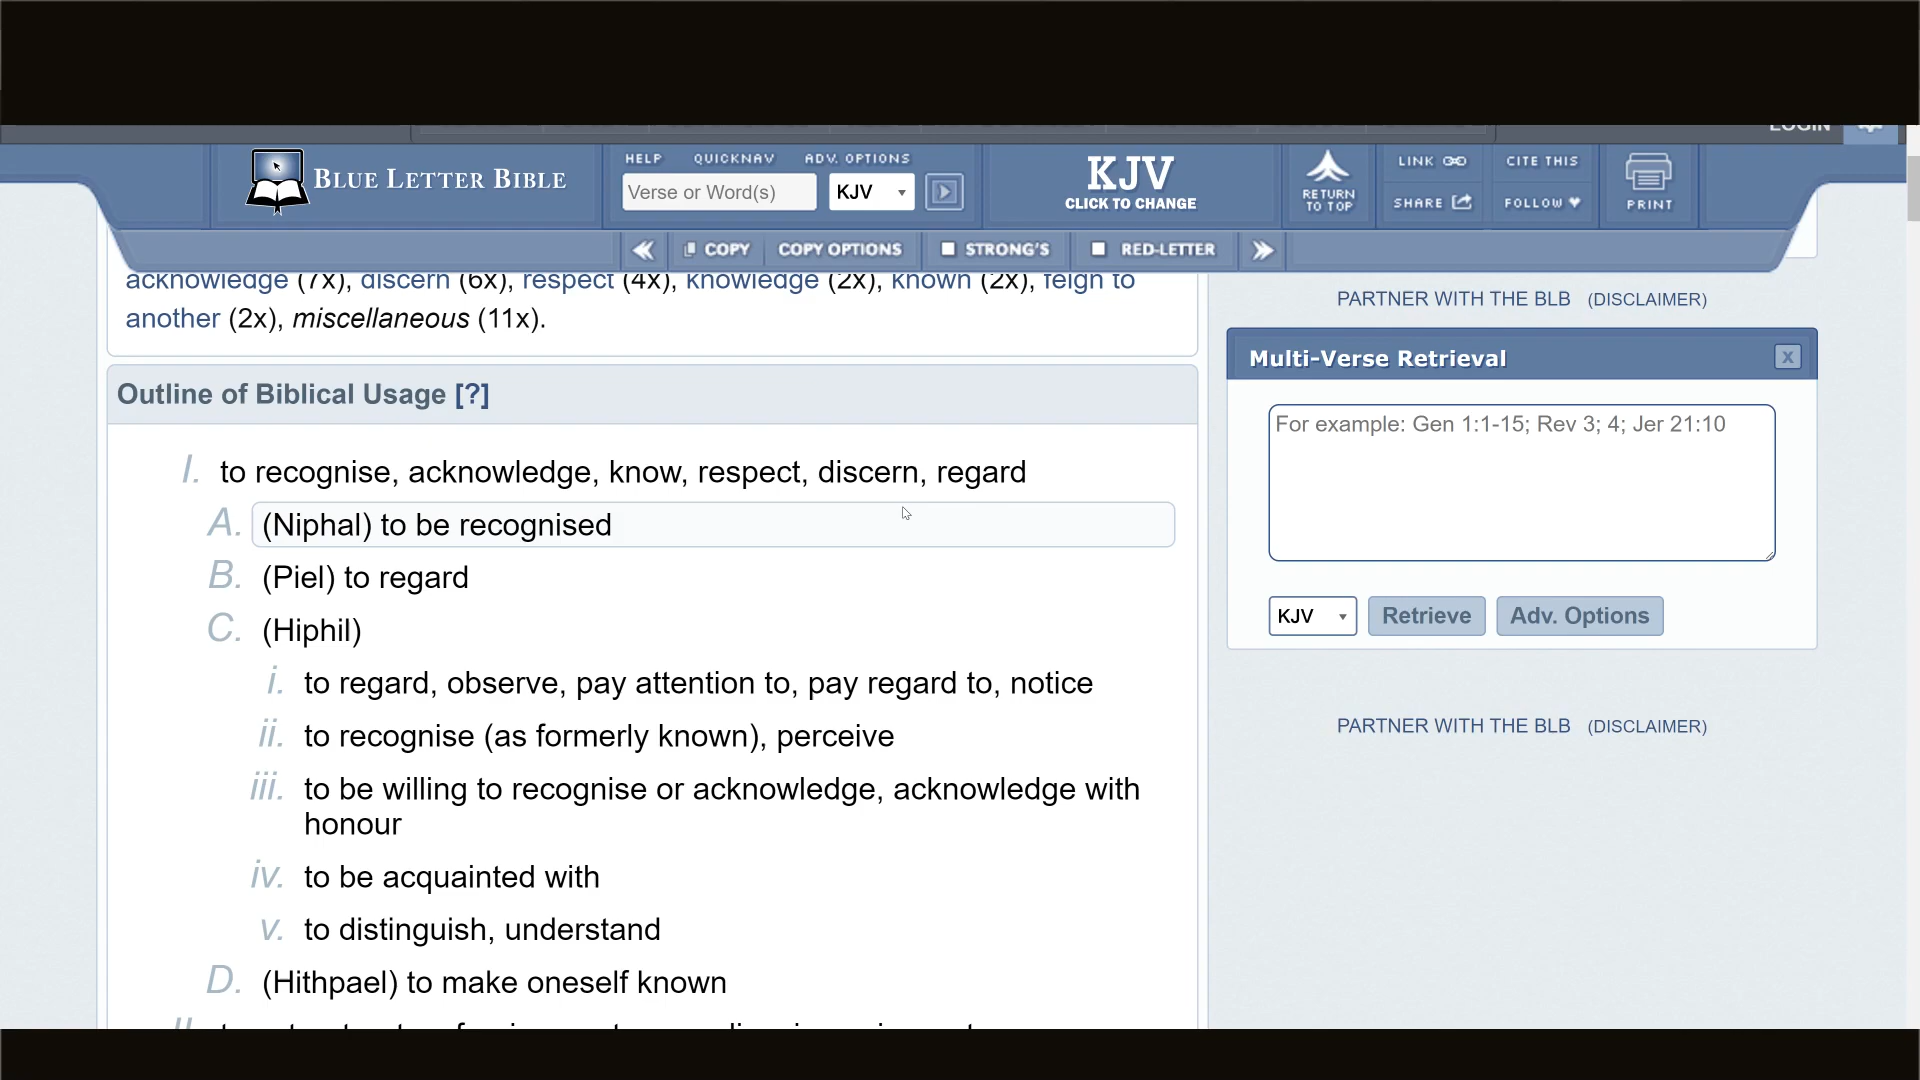 LOGIN
BLUE LETTER BIBLE
HELP QUICKNAV ADV. OPTIONS
Verse or Word(s) KJV
KJV
CLICK TO CHANGE
RETURN
TO TOP
LINK CITE THIS
SHARE FOLLOW
PRINT
COPY COPY OPTIONS STRONG'S RED-LETTER
acknowledge (7x), discern (6x), respect (4x), knowledge (2x), known (2x), feign to
another (2x), miscellaneous (11x).
Outline of Biblical Usage [?]
I. to recognise, acknowledge, know, respect, discern, regard
A. (Niphal) to be recognised
B. (Piel) to regard
C. (Hiphil)
i. to regard, observe, pay attention to, pay regard to, notice
ii. to recognise (as formerly known), perceive
iii. to be willing to recognise or acknowledge, acknowledge with
honour
iv. to be acquainted with
v. to distinguish, understand
D. (Hithpael) to make oneself known
PARTNER WITH THE BLB (DISCLAIMER)
Multi-Verse Retrieval x
For example: Gen 1:1-15; Rev 3; 4; Jer 21:10
KJV Retrieve Adv. Options
PARTNER WITH THE BLB (DISCLAIMER)